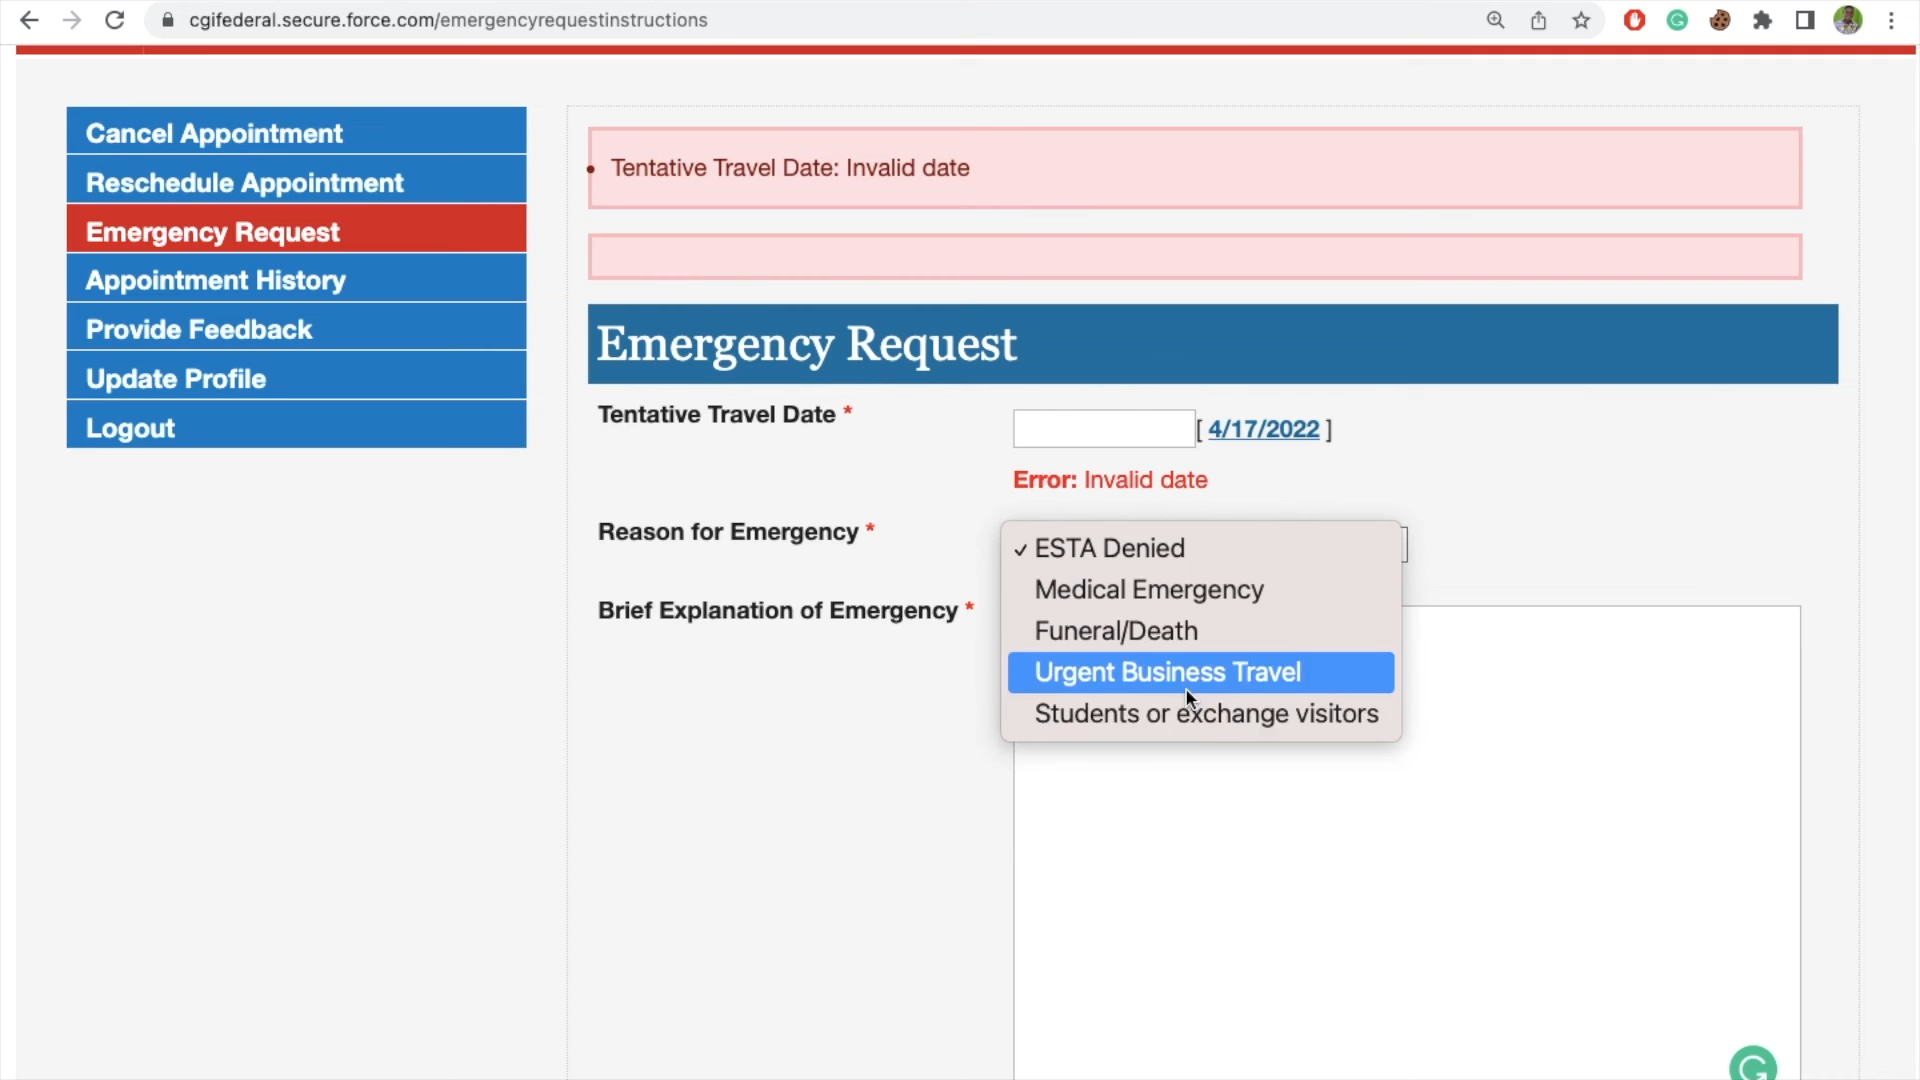 cgifederal.secure.force.com/emergencyrequestinstructions
Cancel Appointment
Reschedule Appointment
Emergency Request
Appointment History
Provide Feedback
Update Profile
Logout
• Tentative Travel Date: Invalid date
Emergency Request
Tentative Travel Date * [ 4/17/2022 ]
Error: Invalid date
Reason for Emergency *
✓ ESTA Denied
Medical Emergency
Funeral/Death
Urgent Business Travel
Students or exchange visitors
Brief Explanation of Emergency *